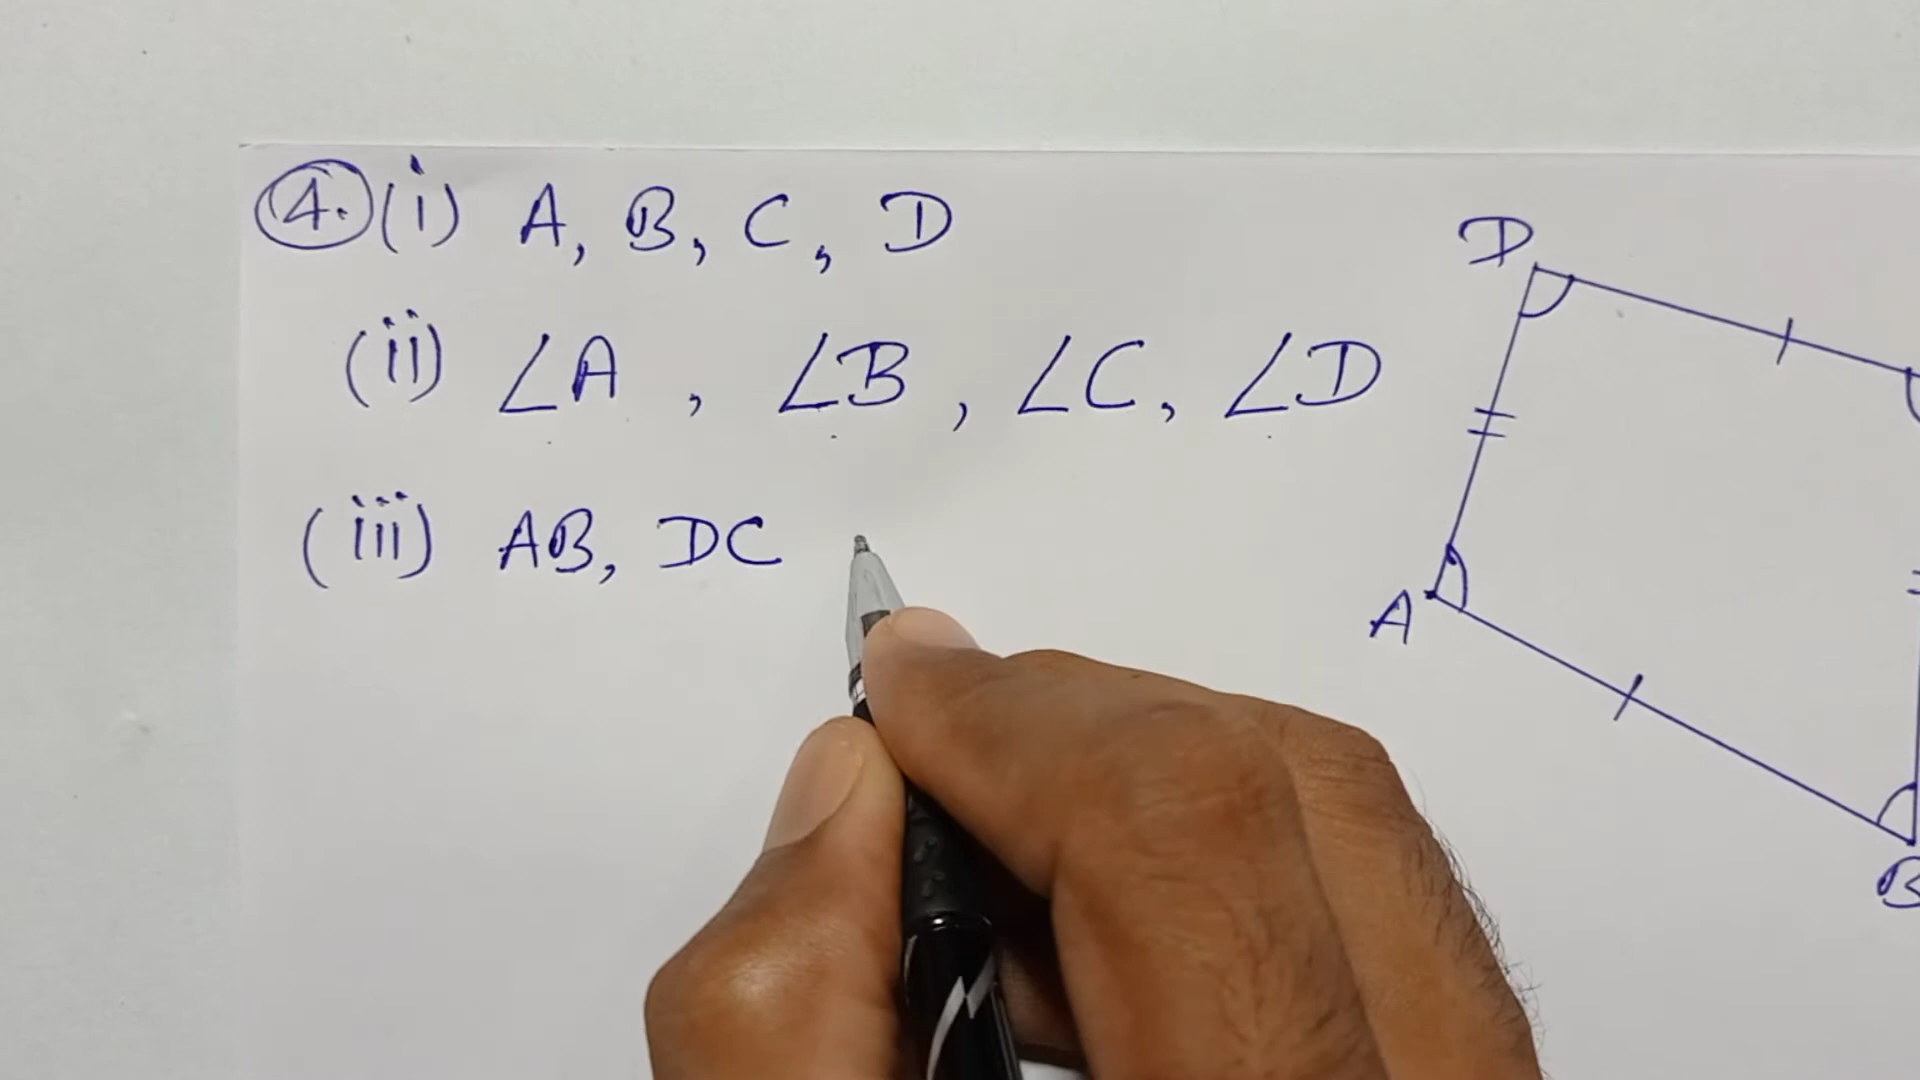 4. (i) A, B, C, D
(ii) ∠A , ∠B , ∠C, ∠D
(iii) AB, DC
D
A
B